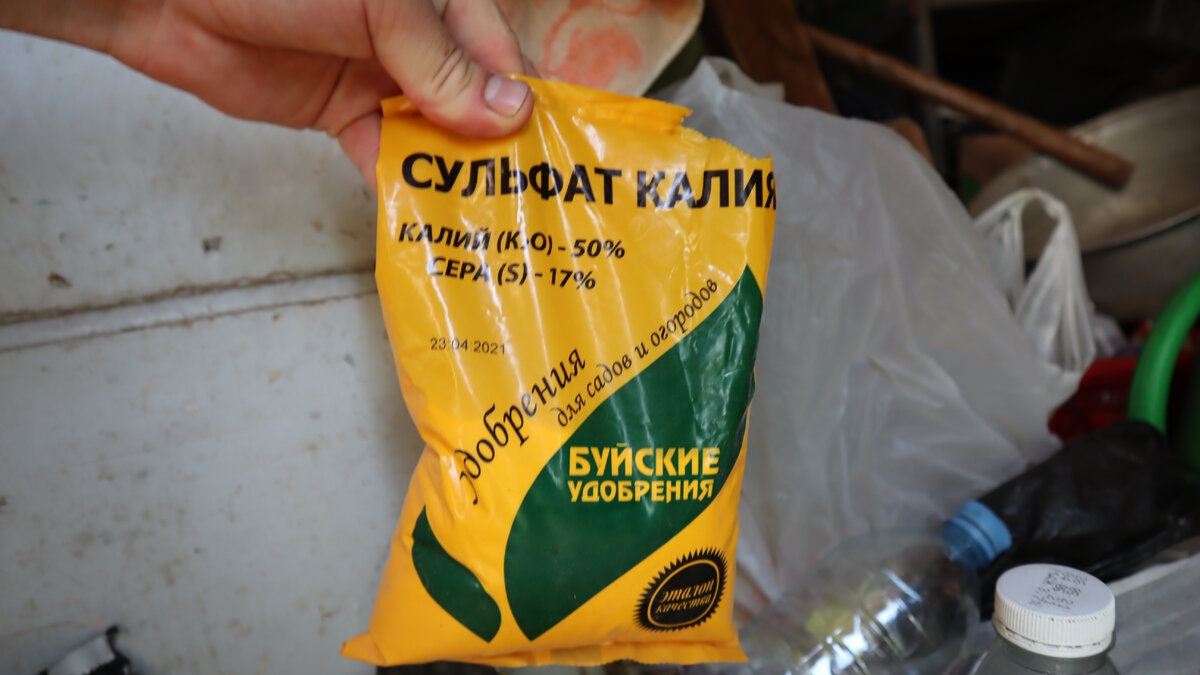 СУЛЬФАТ КАЛИЯ
КАЛИЙ (K2O) - 50%
СЕРА (S) - 17%
23.04.2021
удобрения
для садов и огородов
БУЙСКИЕ
УДОБРЕНИЯ
эталон
качества